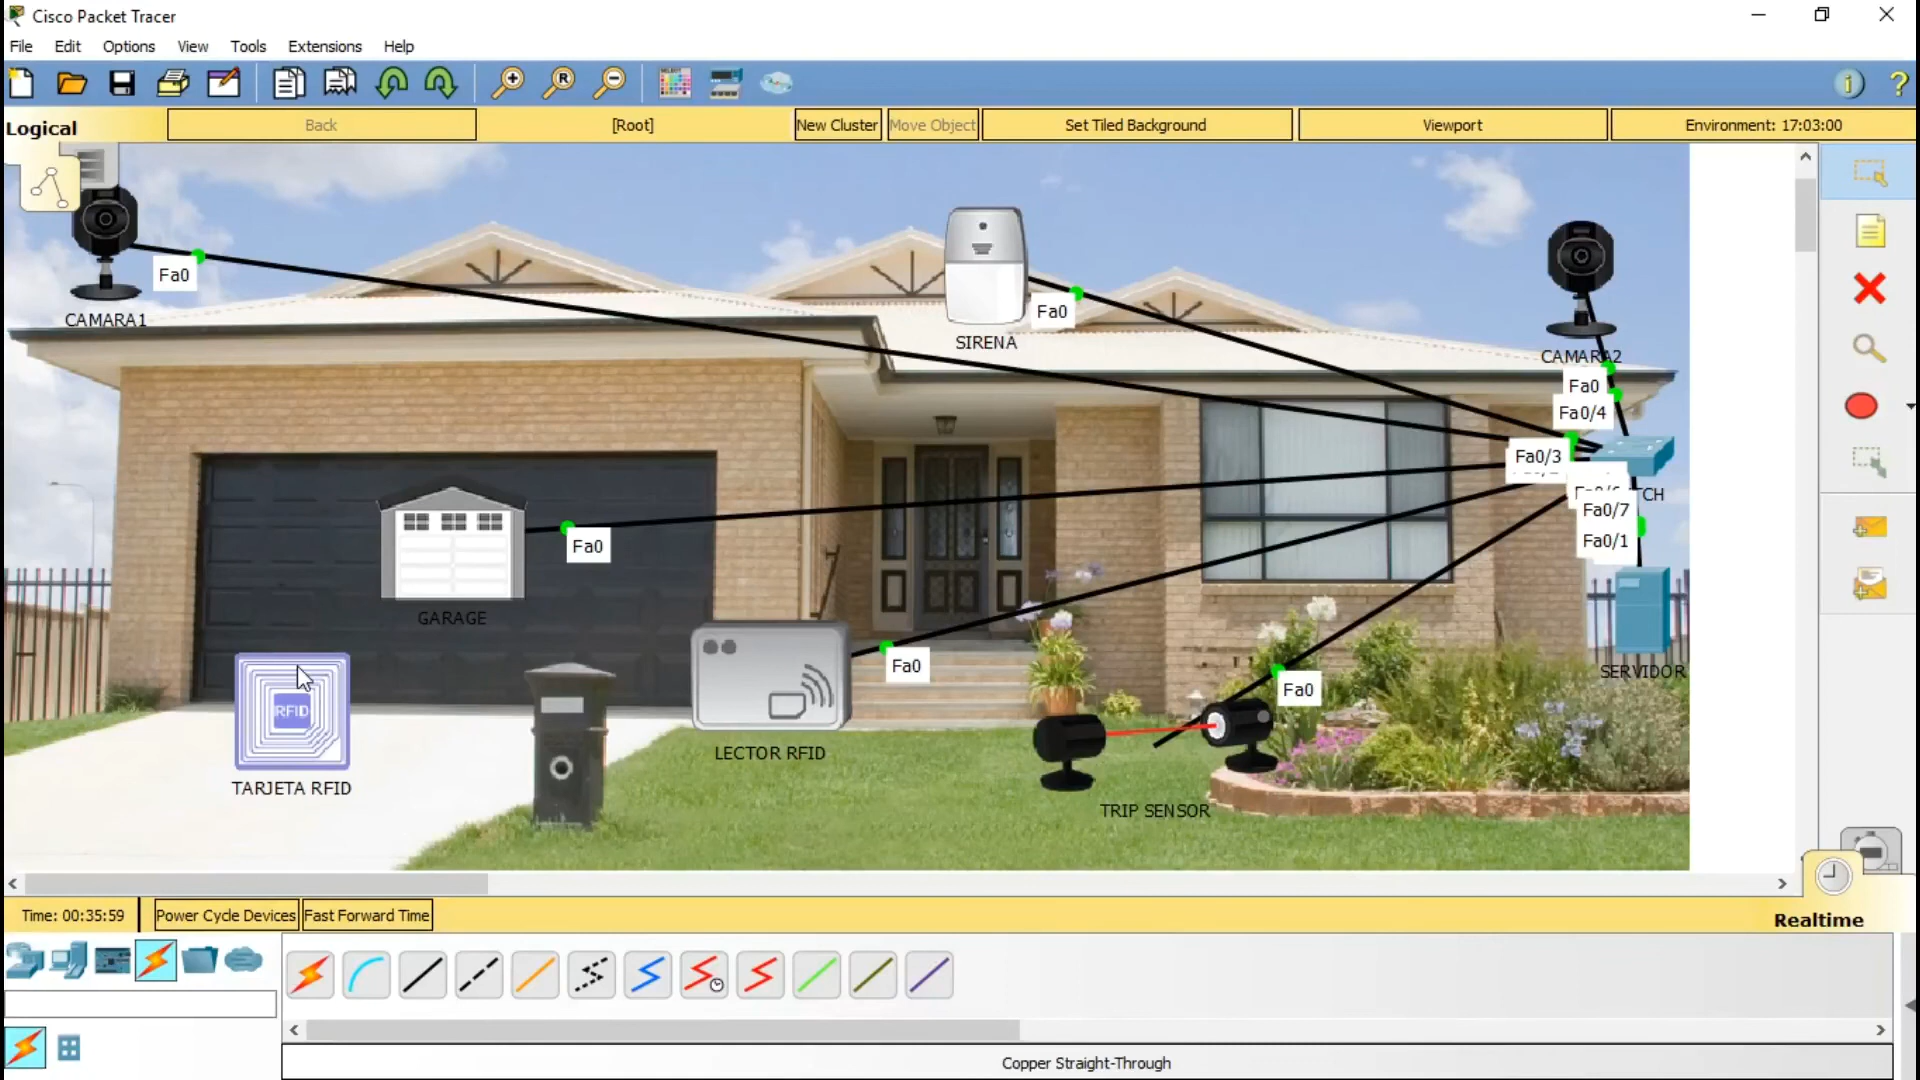 Cisco Packet Tracer
File Edit Options View Tools Extensions Help
Logical
Back
[Root]
New Cluster
Move Object
Set Tiled Background
Viewport
Environment: 17:03:00
CAMARA1
Fa0
SIRENA
Fa0
CAMARA2
Fa0
Fa0/4
Fa0/3
TCH
Fa0/7
Fa0/1
GARAGE
Fa0
LECTOR RFID
Fa0
Fa0
SERVIDOR
RFID
TARJETA RFID
TRIP SENSOR
Time: 00:35:59
Power Cycle Devices
Fast Forward Time
Realtime
Copper Straight-Through